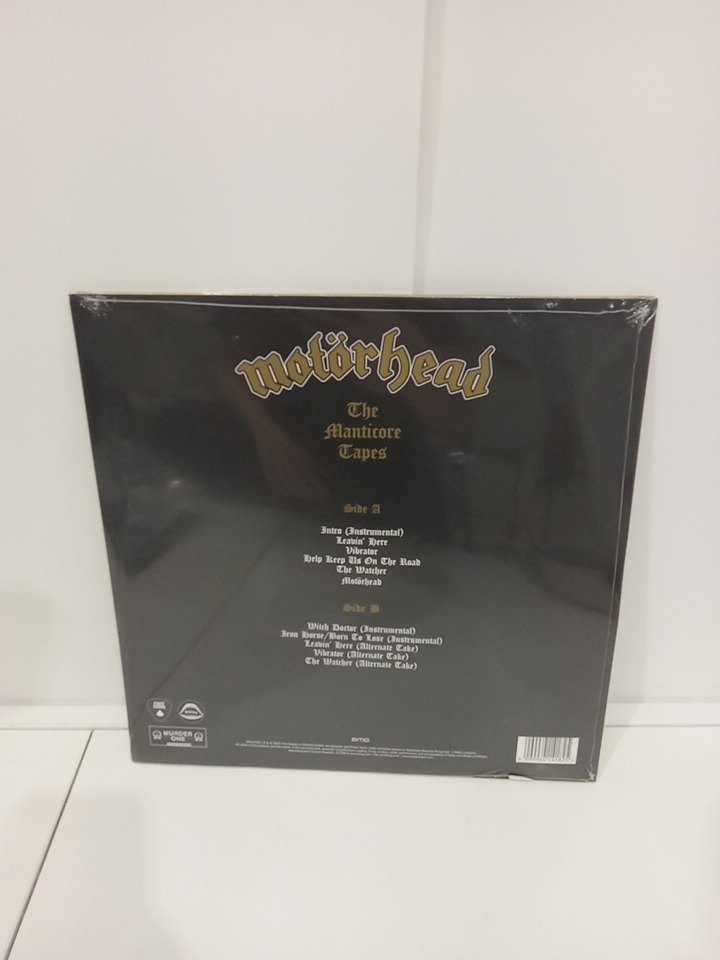 Motörhead
The
Manticore
Tapes
Side A
Intro (Instrumental)
Leavin' Here
Vibrator
Help Keep Us On The Road
The Watcher
Motörhead
Side B
Witch Doctor (Instrumental)
Iron Horse/Born To Lose (Instrumental)
Leavin' Here (Alternate Take)
Vibrator (Alternate Take)
The Watcher (Alternate Take)
MURDER
ONE
BMG